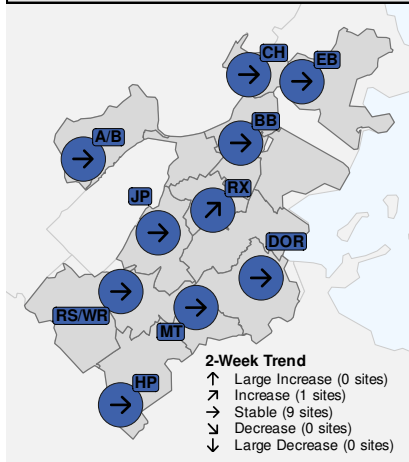 CH
EB
BB
A/B
RX
JP
DOR
RS/WR
MT
HP
2-Week Trend
↑ Large Increase (0 sites)
↗ Increase (1 sites)
→ Stable (9 sites)
↘ Decrease (0 sites)
↓ Large Decrease (0 sites)